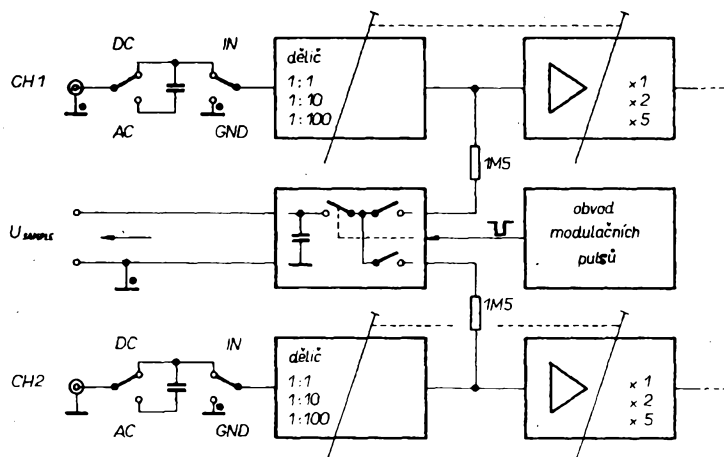 DC
IN
CH1
AC
GND
dělič
1:1
1:10
1:100
×1
×2
×5
1M5
U SAMPLE
obvod
modulačních
pulsů
1M5
DC
IN
CH2
AC
GND
dělič
1:1
1:10
1:100
×1
×2
×5